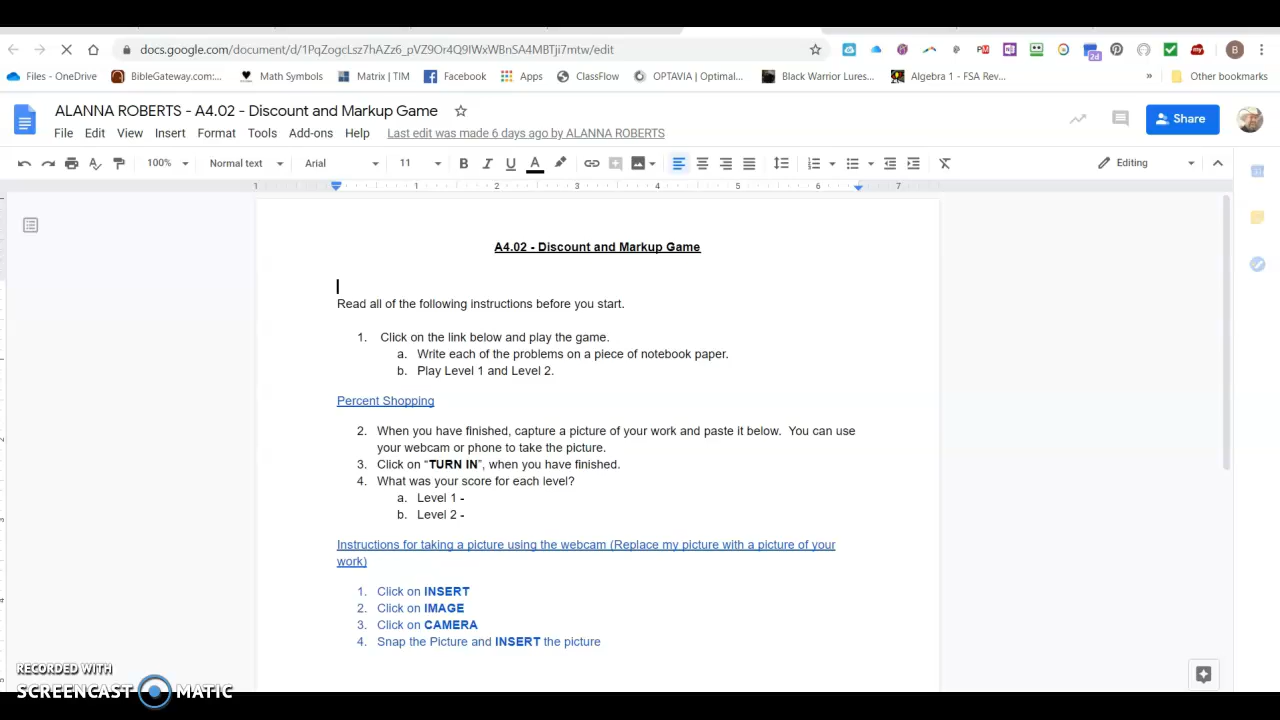 docs.google.com/document/d/1PqZogcLsz7hAZz6_pVZ9Or4Q9IWxWBnSA4MBTji7mtw/edit
B
2d
Files - OneDrive
BibleGateway.com:...
Math Symbols
Matrix | TIM
Facebook
Apps
ClassFlow
OPTAVIA | Optimal...
Black Warrior Lures...
Algebra 1 - FSA Rev...
»
Other bookmarks
ALANNA ROBERTS - A4.02 - Discount and Markup Game
Share
File Edit View Insert Format Tools Add-ons Help Last edit was made 6 days ago by ALANNA ROBERTS
100% Normal text Arial 11 B I U A Editing
1 1 2 3 4 5 6 7
A4.02 - Discount and Markup Game
Read all of the following instructions before you start.
1. Click on the link below and play the game.
a. Write each of the problems on a piece of notebook paper.
b. Play Level 1 and Level 2.
Percent Shopping
2. When you have finished, capture a picture of your work and paste it below. You can use
your webcam or phone to take the picture.
3. Click on “TURN IN”, when you have finished.
4. What was your score for each level?
a. Level 1 -
b. Level 2 -
Instructions for taking a picture using the webcam (Replace my picture with a picture of your
work)
1. Click on INSERT
2. Click on IMAGE
3. Click on CAMERA
4. Snap the Picture and INSERT the picture
RECORDED WITH
SCREENCAST MATIC